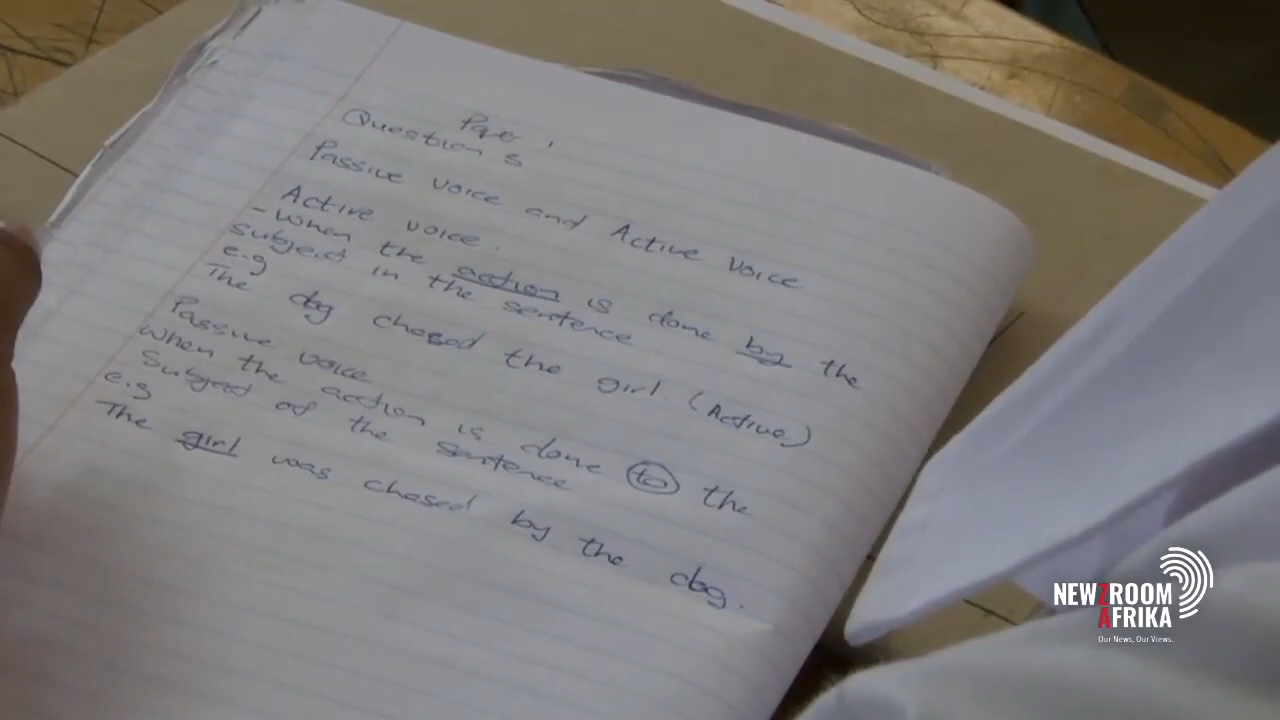 Paper 1
Question 5
Passive voice and Active voice
Active voice.
- When the action is done by the
subject in the sentence
e.g
The dog chased the girl. (Active)
Passive voice
When the action is done to the
Subject of the sentence
e.g
The girl was chased by the dog.
NEWZROOM
AFRIKA
Our News, Our Views.